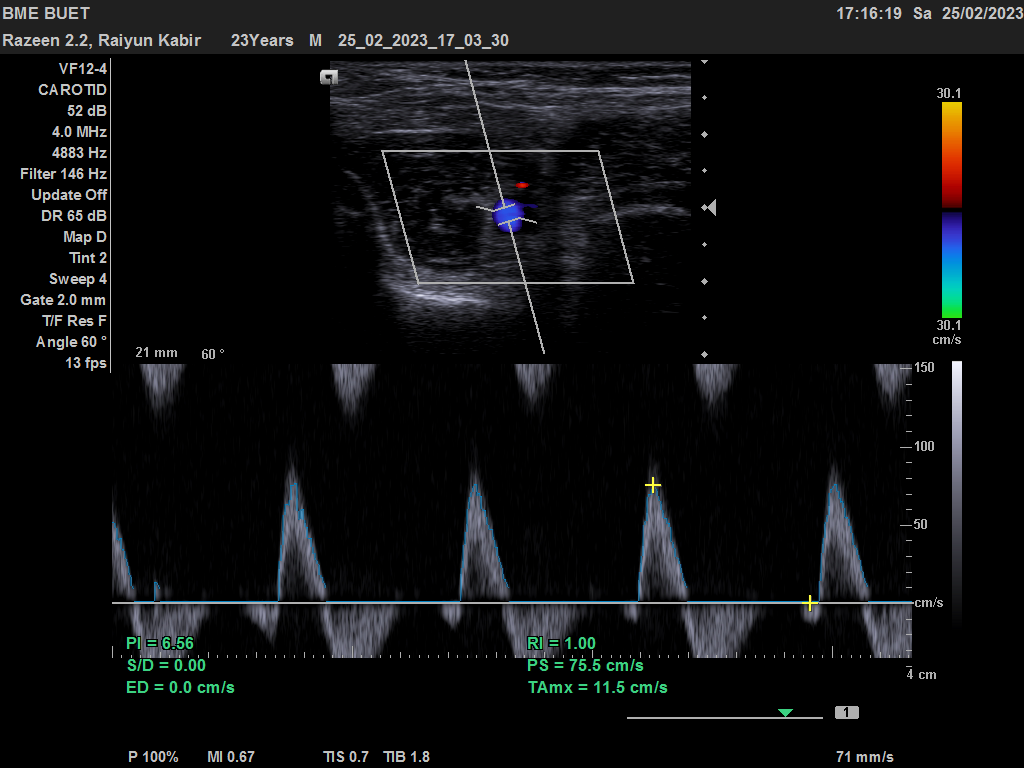 BME BUET 17:16:19 Sa 25/02/2023
Razeen 2.2, Raiyun Kabir 23Years M 25_02_2023_17_03_30
VF12-4
CAROTID
52 dB
4.0 MHz
4883 Hz
Filter 146 Hz
Update Off
DR 65 dB
Map D
Tint 2
Sweep 4
Gate 2.0 mm
T/F Res F
Angle 60 °
13 fps
30.1
30.1
cm/s
21 mm 60 °
150
100
50
cm/s
4 cm
PI = 6.56
S/D = 0.00
ED = 0.0 cm/s
RI = 1.00
PS = 75.5 cm/s
TAmx = 11.5 cm/s
1
P 100% MI 0.67 TIS 0.7 TIB 1.8 71 mm/s